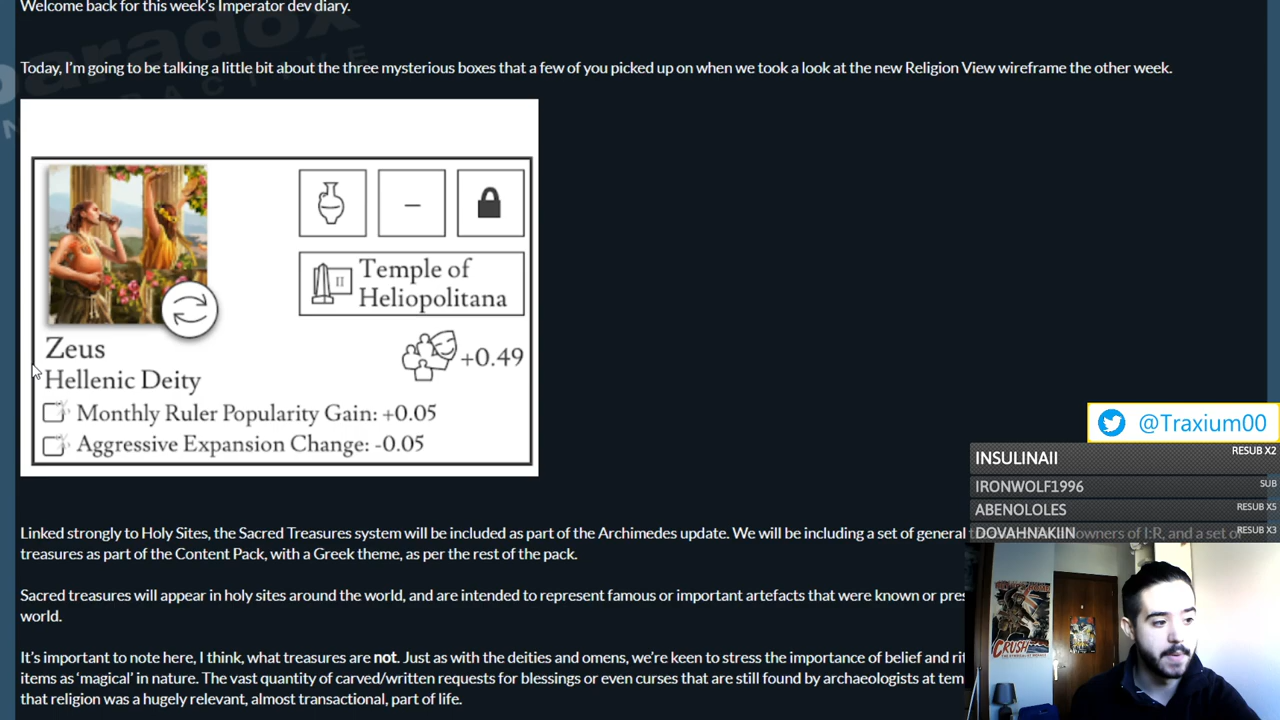 Welcome back for this week's Imperator dev diary.
paradox
Today, I'm going to be talking a little bit about the three mysterious boxes that a few of you picked up on when we took a look at the new Religion View wireframe the other week.
–
II
Temple of
Heliopolitana
+0.49
Zeus
Hellenic Deity
Monthly Ruler Popularity Gain: +0.05
Aggressive Expansion Change: -0.05
@Traxium00
INSULINAII RESUB X2
IRONWOLF1996 SUB
ABENOLOLES RESUB X5
DOVAHNAKIIN RESUB X3
Linked strongly to Holy Sites, the Sacred Treasures system will be included as part of the Archimedes update. We will be including a set of general owners of I:R, and a set of
treasures as part of the Content Pack, with a Greek theme, as per the rest of the pack.
Sacred treasures will appear in holy sites around the world, and are intended to represent famous or important artefacts that were known or
world.
It's important to note here, I think, what treasures are not. Just as with the deities and omens, we're keen to stress the importance of belief and
items as 'magical' in nature. The vast quantity of carved/written requests for blessings or even curses that are still found by archaeologists at
that religion was a hugely relevant, almost transactional, part of life.
CRUSH